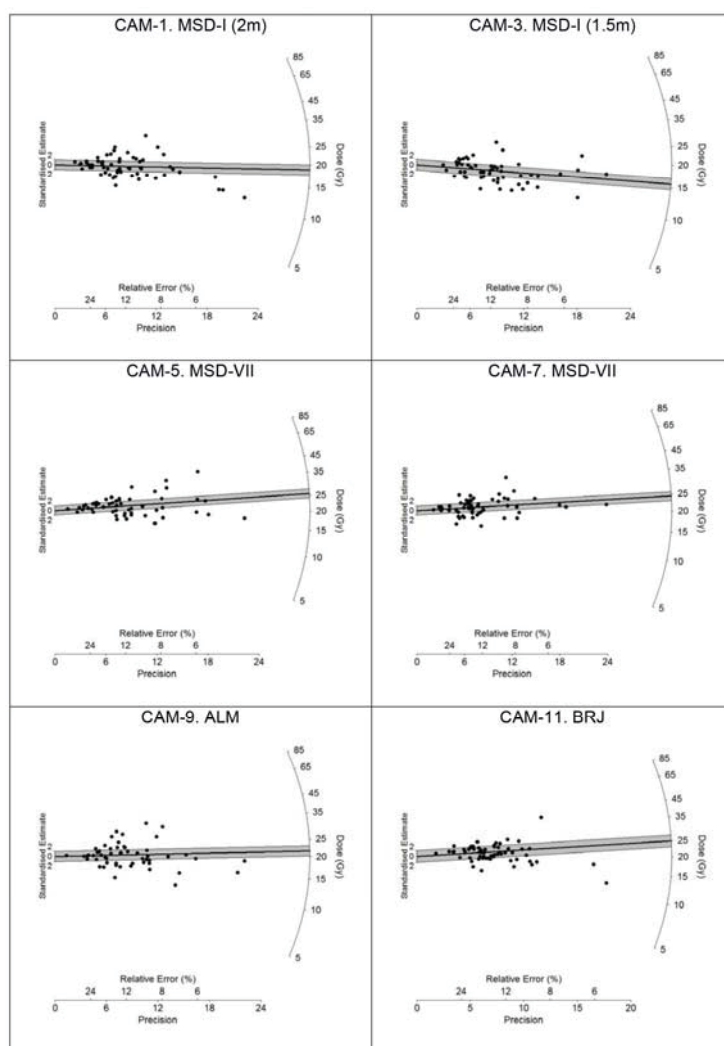 CAM-1. MSD-I (2m)
85
65
45
35
25
20
15
10
5
Dose (Gy)
Standardised Estimate
2
0
2
Relative Error (%)
24 12 8 6
0 6 12 18 24
Precision
CAM-3. MSD-I (1.5m)
85
65
45
35
25
20
15
10
5
Dose (Gy)
Standardised Estimate
2
0
2
Relative Error (%)
24 12 8 6
0 6 12 18 24
Precision
CAM-5. MSD-VII
85
65
45
35
25
20
15
10
5
Dose (Gy)
Standardised Estimate
2
0
2
Relative Error (%)
24 12 8 6
0 6 12 18 24
Precision
CAM-7. MSD-VII
85
65
45
35
25
20
15
10
5
Dose (Gy)
Standardised Estimate
2
0
2
Relative Error (%)
24 12 8 6
0 6 12 18 24
Precision
CAM-9. ALM
85
65
45
35
25
20
15
10
5
Dose (Gy)
Standardised Estimate
2
0
2
Relative Error (%)
24 12 8 6
0 6 12 18 24
Precision
CAM-11. BRJ
85
65
45
35
25
20
15
10
5
Dose (Gy)
Standardised Estimate
2
0
2
Relative Error (%)
24 12 8 6
0 5 10 15 20
Precision